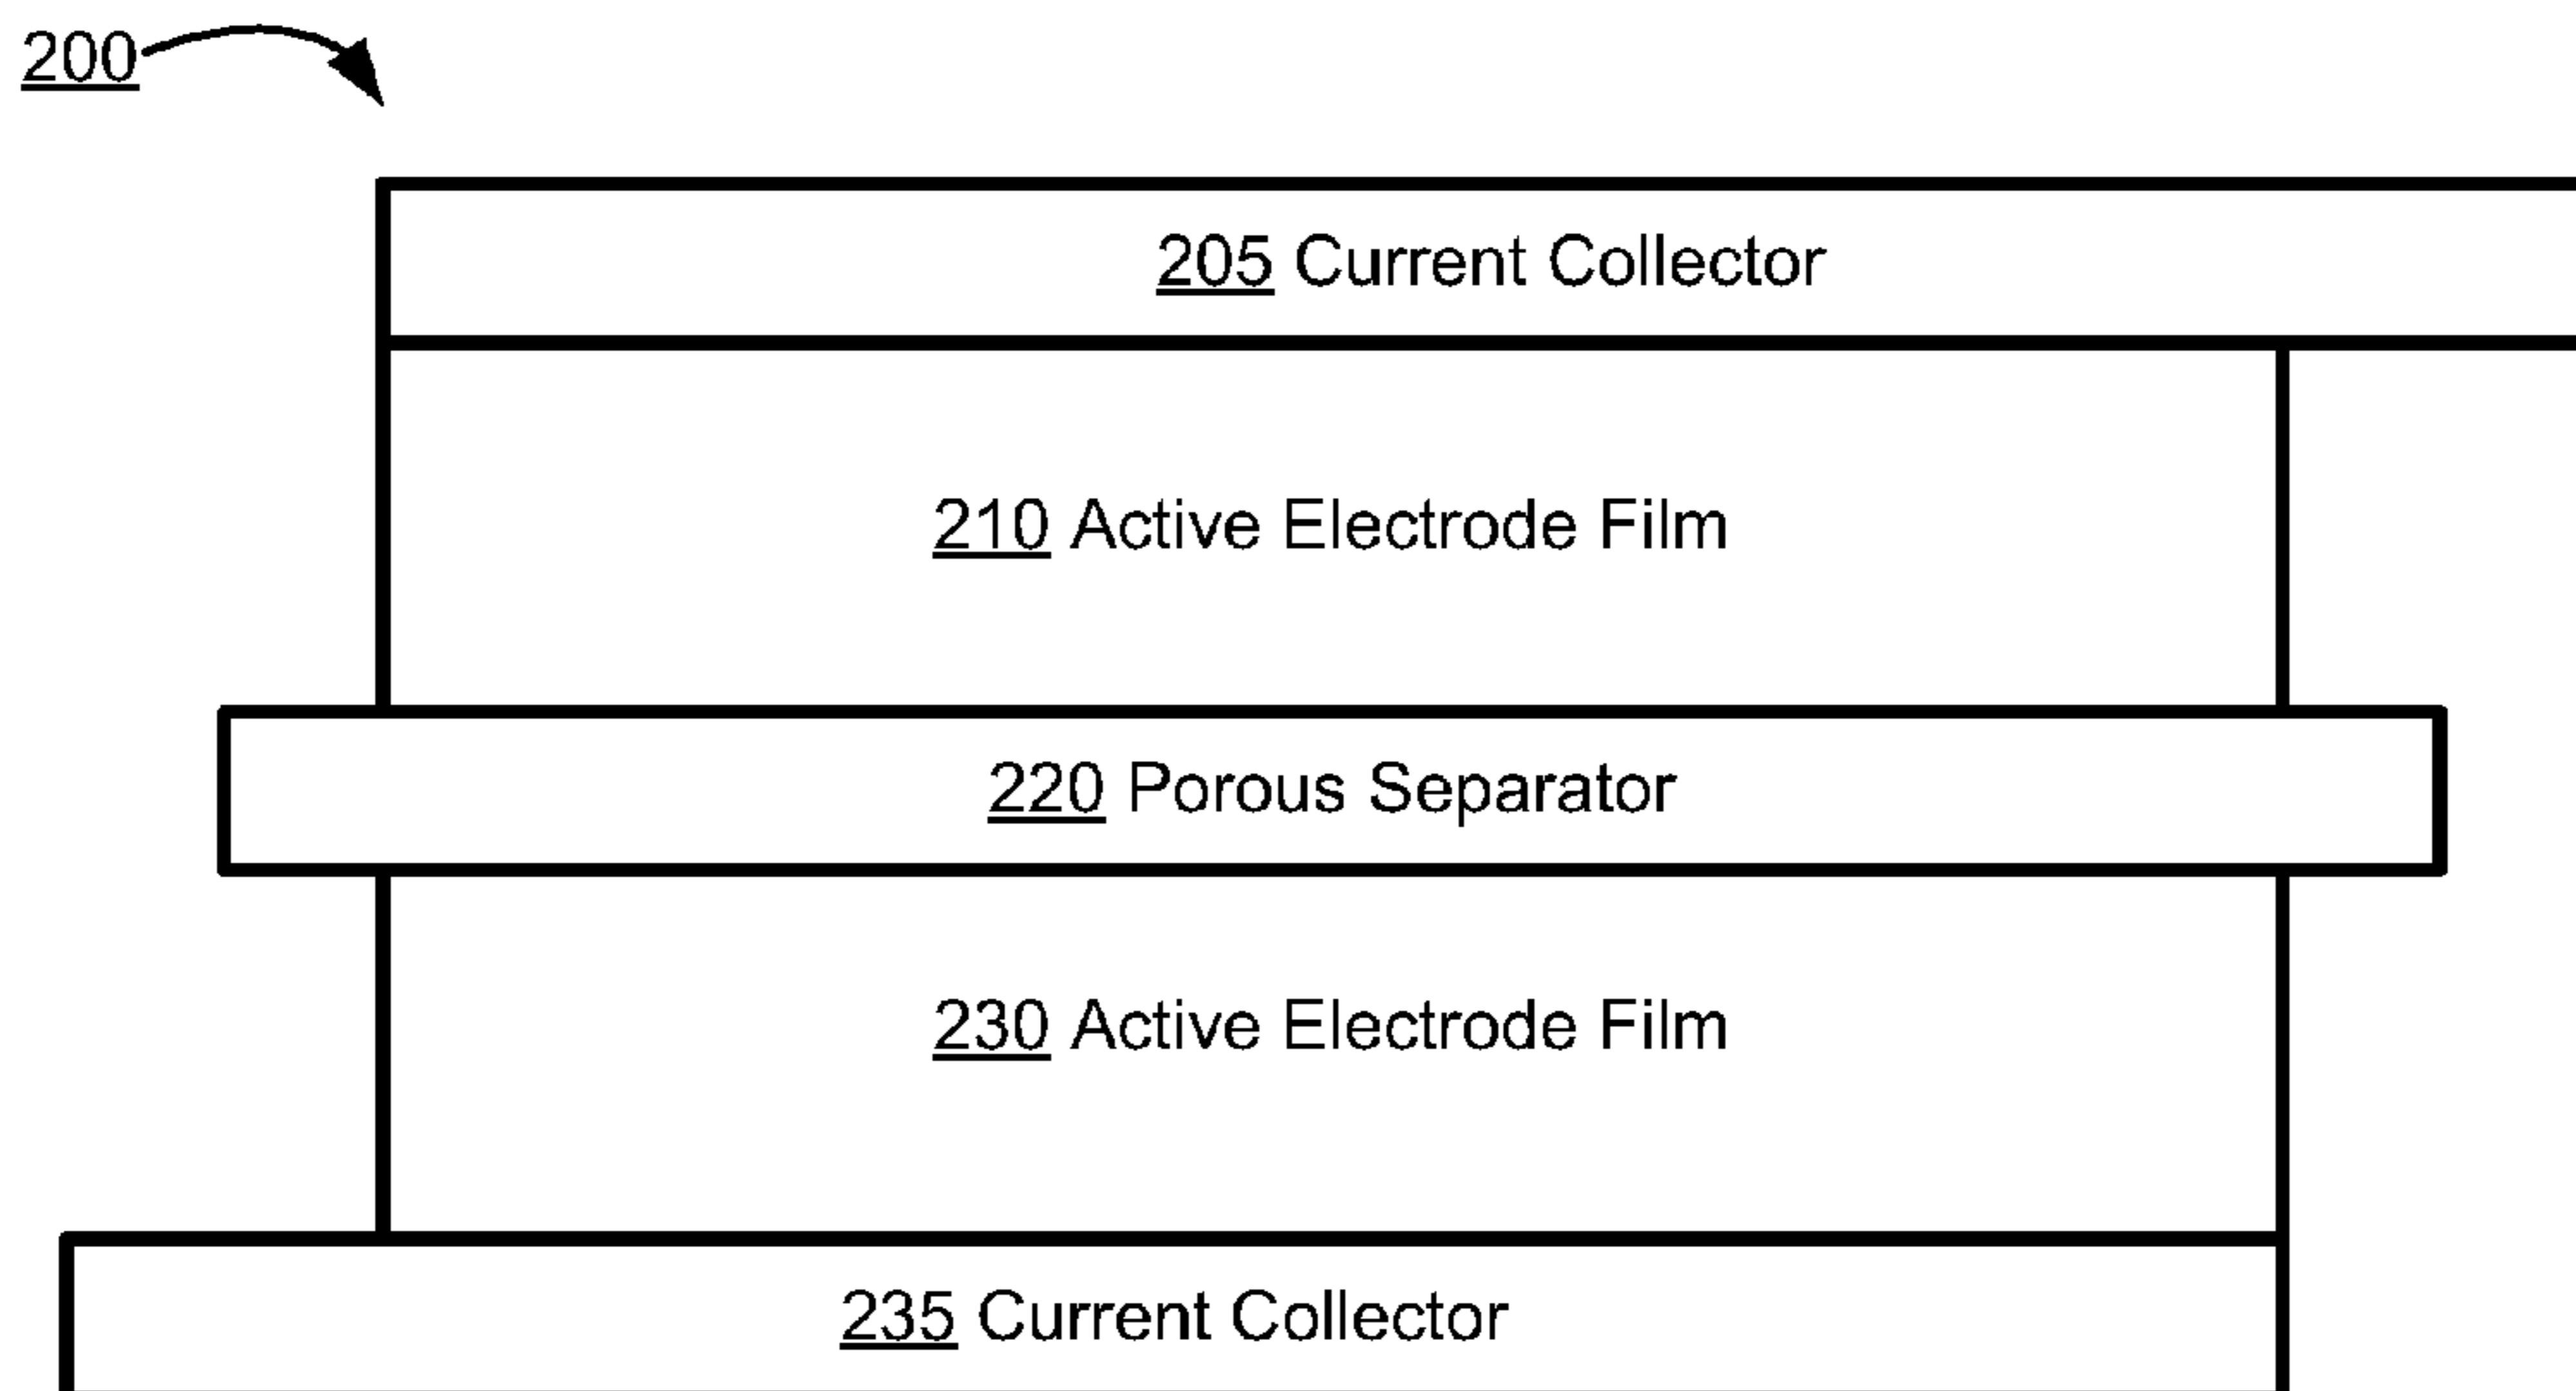 200
205 Current Collector
210 Active Electrode Film
220 Porous Separator
230 Active Electrode Film
235 Current Collector